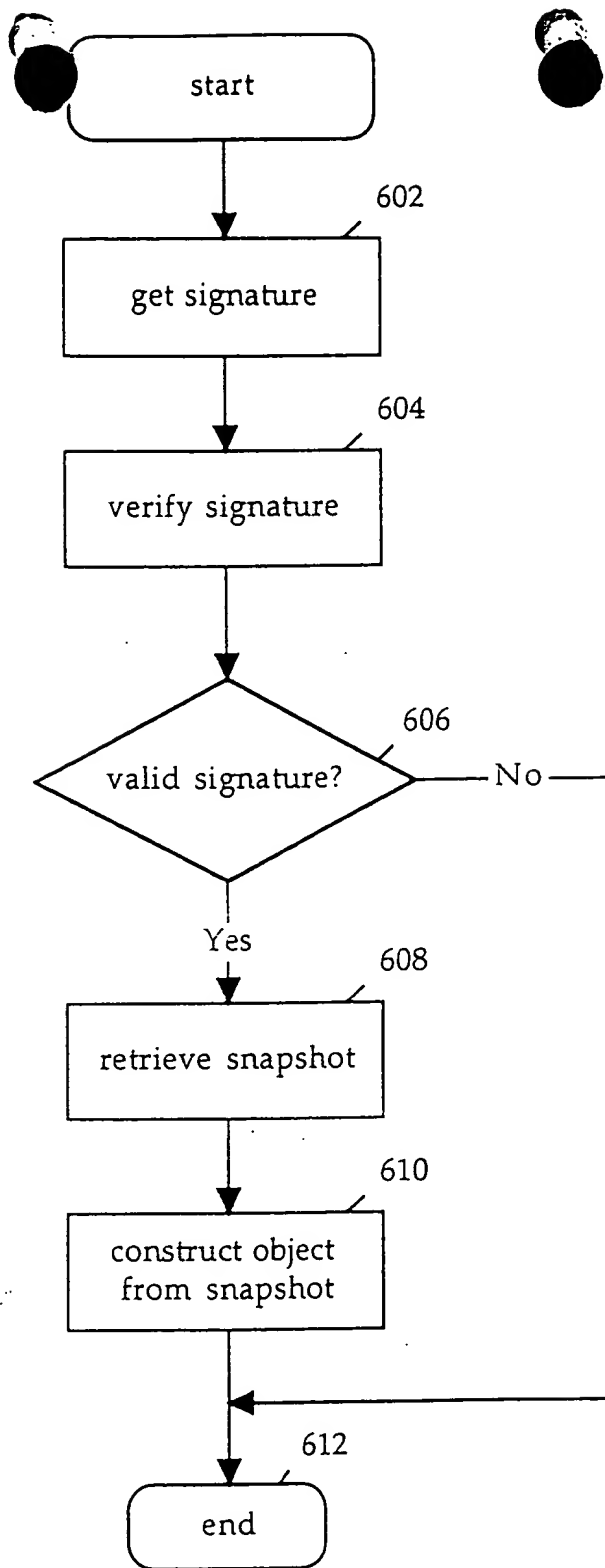 start
602
get signature
604
verify signature
606
valid signature?
No
Yes
608
retrieve snapshot
610
construct object
from snapshot
612
end